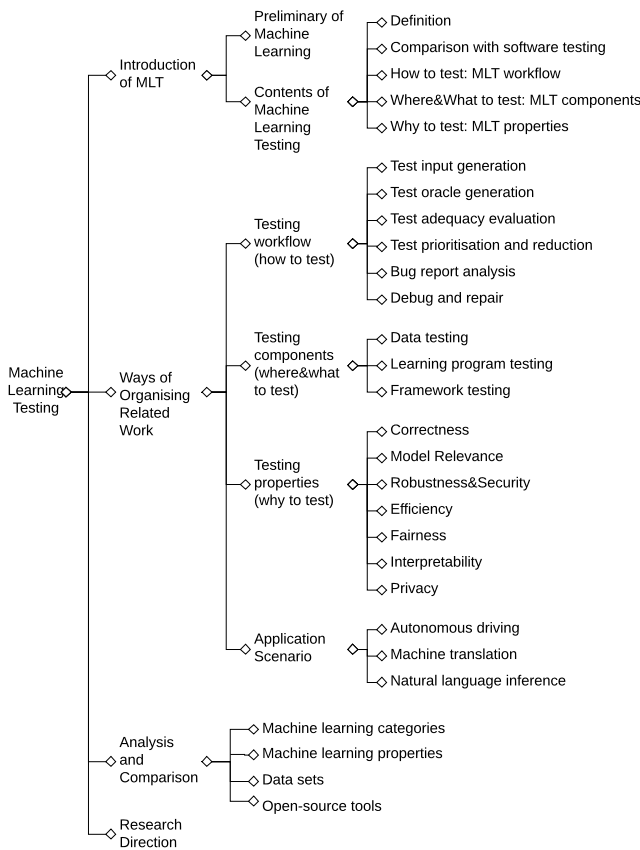 Machine
Learning
Testing
Introduction
of MLT
Preliminary of
Machine
Learning
Contents of
Machine
Learning
Testing
Definition
Comparison with software testing
How to test: MLT workflow
Where&What to test: MLT components
Why to test: MLT properties
Ways of
Organising
Related
Work
Testing
workflow
(how to test)
Test input generation
Test oracle generation
Test adequacy evaluation
Test prioritisation and reduction
Bug report analysis
Debug and repair
Testing
components
(where&what
to test)
Data testing
Learning program testing
Framework testing
Testing
properties
(why to test)
Correctness
Model Relevance
Robustness&Security
Efficiency
Fairness
Interpretability
Privacy
Application
Scenario
Autonomous driving
Machine translation
Natural language inference
Analysis
and
Comparison
Machine learning categories
Machine learning properties
Data sets
Open-source tools
Research
Direction